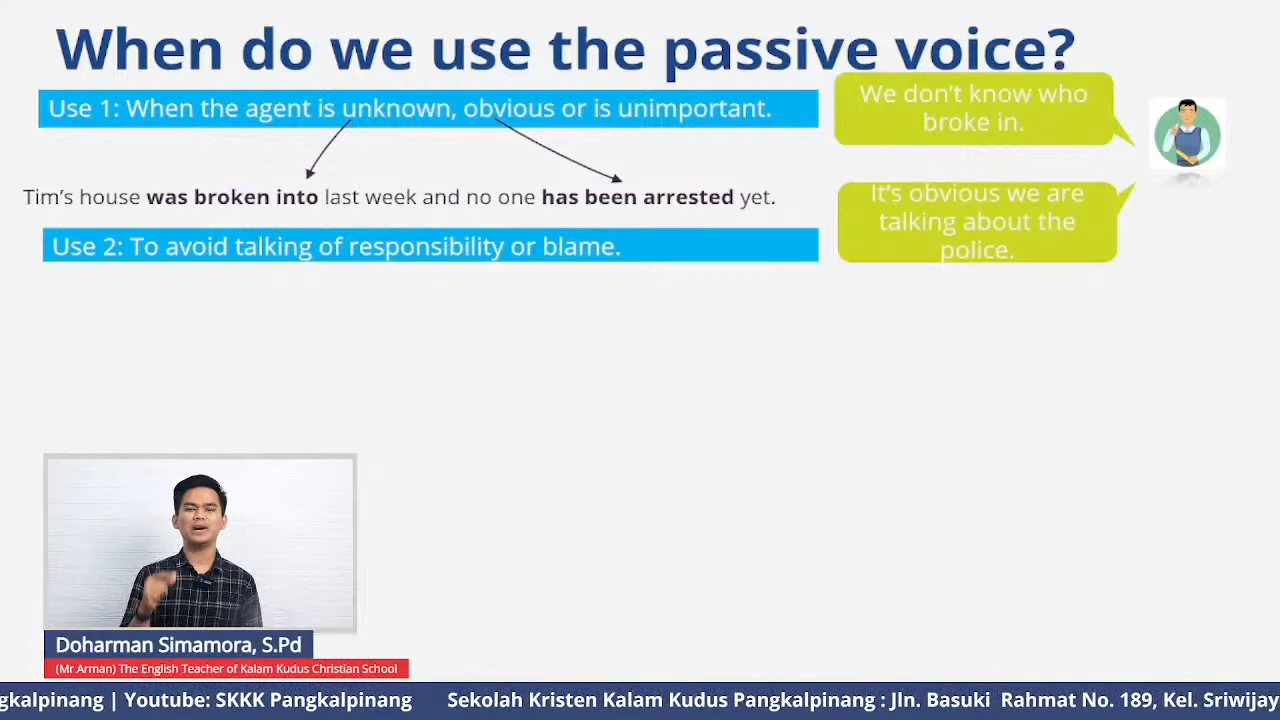 When do we use the passive voice?
Use 1: When the agent is unknown, obvious or is unimportant.
We don't know who
broke in.
Tim's house was broken into last week and no one has been arrested yet.
It's obvious we are
talking about the
police.
Use 2: To avoid talking of responsibility or blame.
Doharman Simamora, S.Pd
(Mr Arman) The English Teacher of Kalam Kudus Christian School
gkalpinang | Youtube: SKKK Pangkalpinang Sekolah Kristen Kalam Kudus Pangkalpinang : Jln. Basuki Rahmat No. 189, Kel. Sriwijay